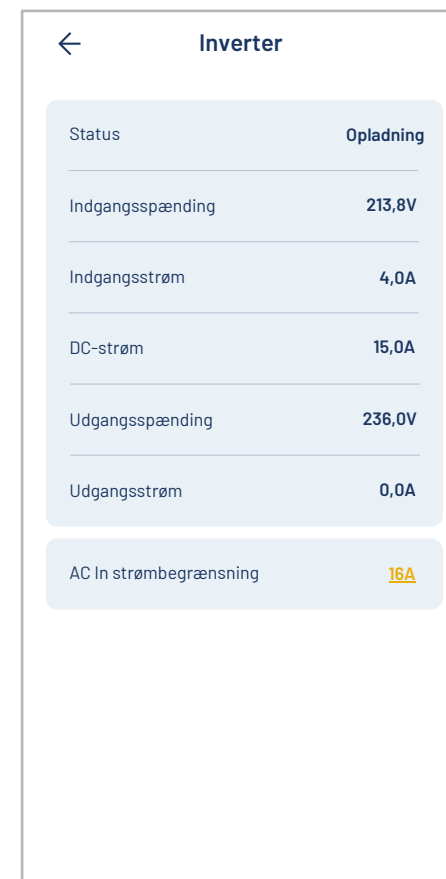 Inverter
Status Opladning
Indgangsspænding 213,8V
Indgangsstrøm 4,0A
DC-strøm 15,0A
Udgangsspænding 236,0V
Udgangsstrøm 0,0A
AC In strømbegrænsning 16A